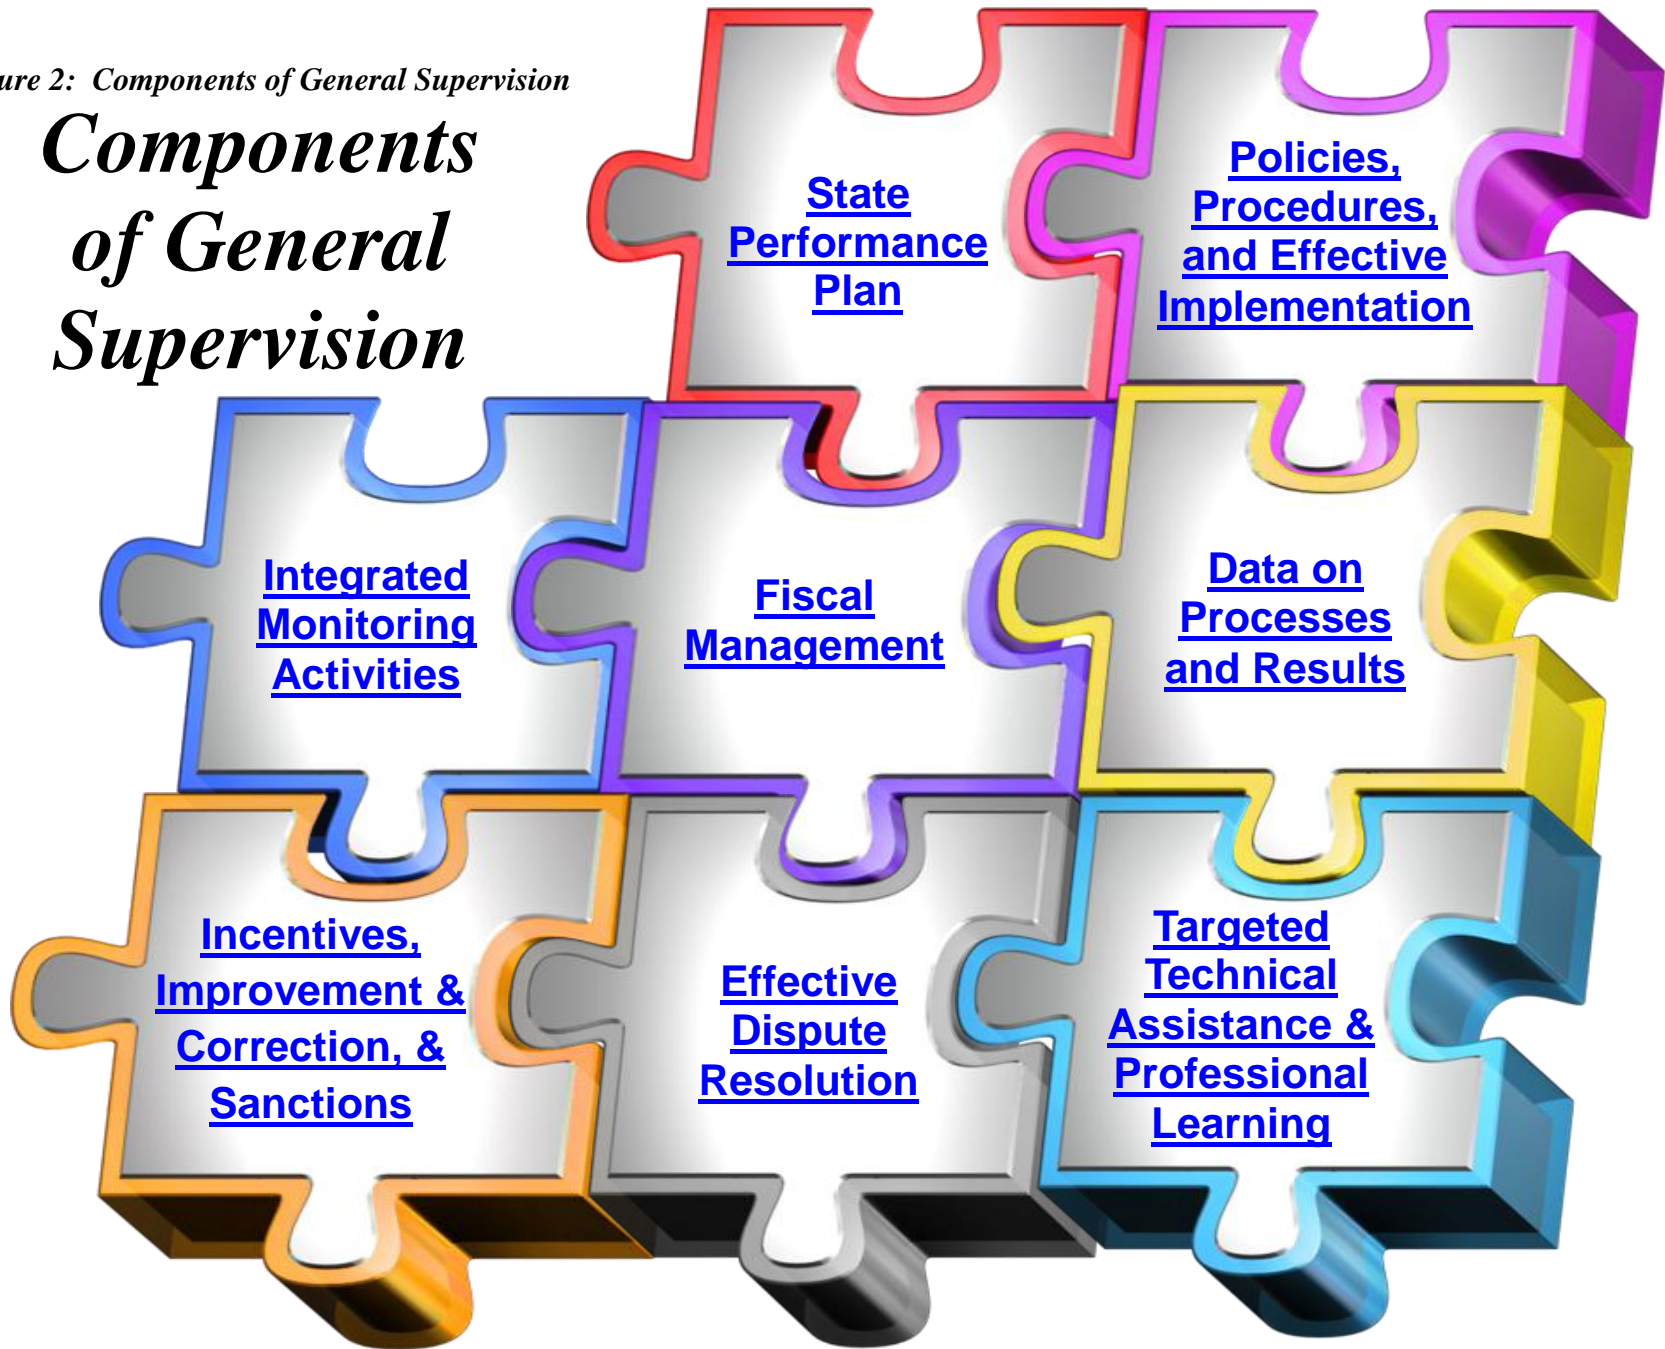 ure 2: Components of General Supervision
Components
of General
Supervision
State
Performance
Plan
Policies,
Procedures,
and Effective
Implementation
Integrated
Monitoring
Activities
Fiscal
Management
Data on
Processes
and Results
Incentives,
Improvement &
Correction, &
Sanctions
Effective
Dispute
Resolution
Targeted
Technical
Assistance &
Professional
Learning